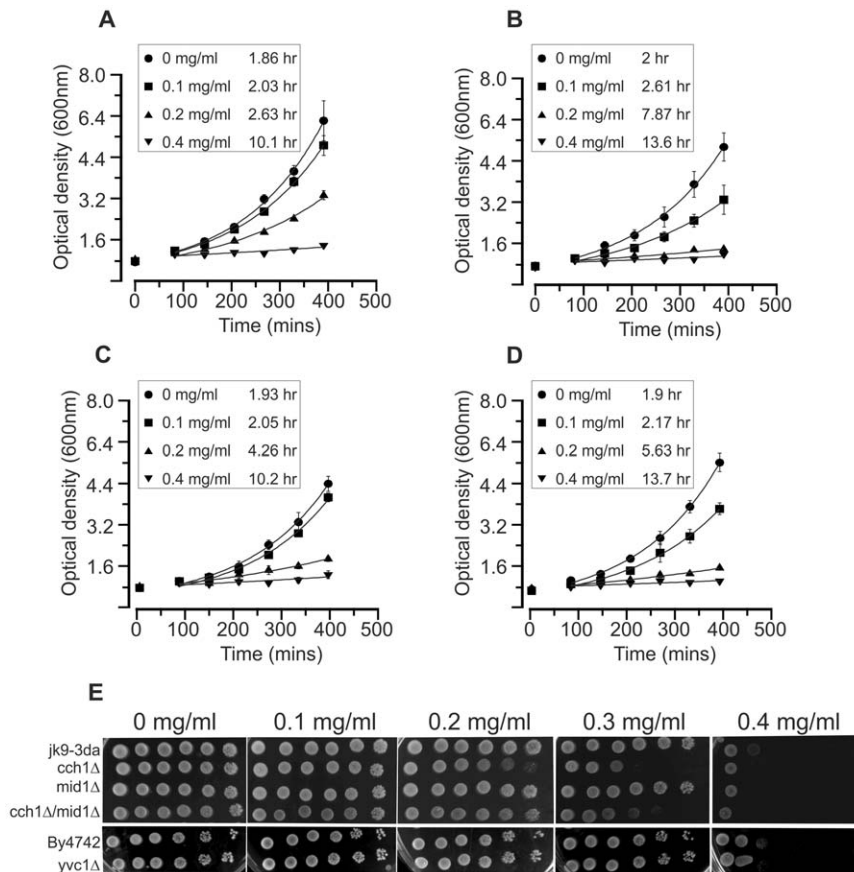 A
0 mg/ml 1.86 hr
0.1 mg/ml 2.03 hr
0.2 mg/ml 2.63 hr
0.4 mg/ml 10.1 hr
8.0
6.4
4.4
3.2
1.6
Optical density (600nm)
0 100 200 300 400 500
Time (mins)
B
0 mg/ml 2 hr
0.1 mg/ml 2.61 hr
0.2 mg/ml 7.87 hr
0.4 mg/ml 13.6 hr
8.0
6.4
4.4
3.2
1.6
Optical density (600nm)
0 100 200 300 400 500
Time (mins)
C
0 mg/ml 1.93 hr
0.1 mg/ml 2.05 hr
0.2 mg/ml 4.26 hr
0.4 mg/ml 10.2 hr
8.0
6.4
4.4
3.2
1.6
Optical density (600nm)
0 100 200 300 400 500
Time (mins)
D
0 mg/ml 1.9 hr
0.1 mg/ml 2.17 hr
0.2 mg/ml 5.63 hr
0.4 mg/ml 13.7 hr
8.0
6.4
4.4
3.2
1.6
Optical density (600nm)
0 100 200 300 400 500
Time (mins)
E
0 mg/ml 0.1 mg/ml 0.2 mg/ml 0.3 mg/ml 0.4 mg/ml
jk9-3da
cch1Δ
mid1Δ
cch1Δ/mid1Δ
By4742
yvc1Δ